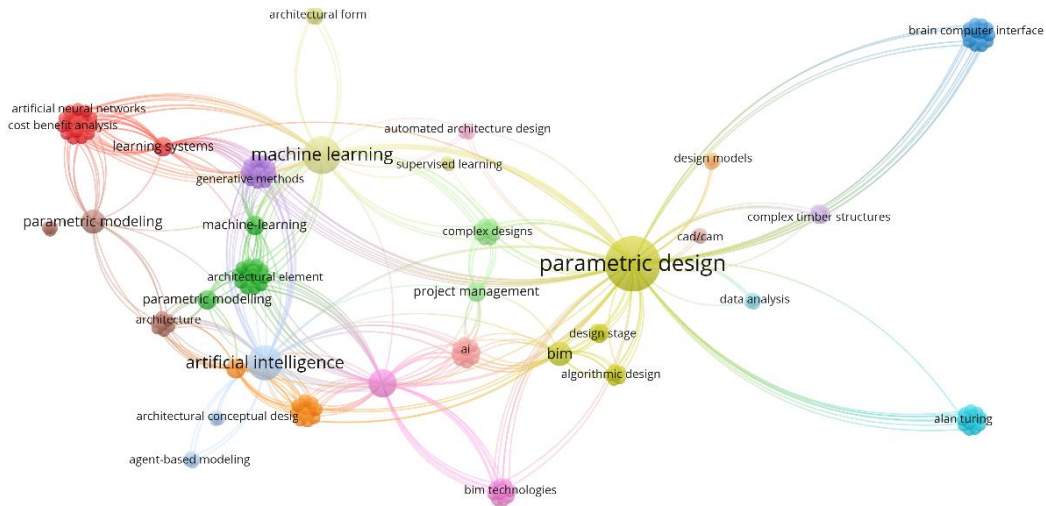 architectural form
brain computer interface
artificial neural networks
cost benefit analysis
automated architecture design
learning systems
machine learning
design models
supervised learning
generative methods
complex timber structures
parametric modeling
machine-learning
complex designs
cad/cam
parametric design
architectural element
project management
parametric modelling
data analysis
architecture
design stage
ai
bim
artificial intelligence
algorithmic design
architectural conceptual desig
alan turing
agent-based modeling
bim technologies